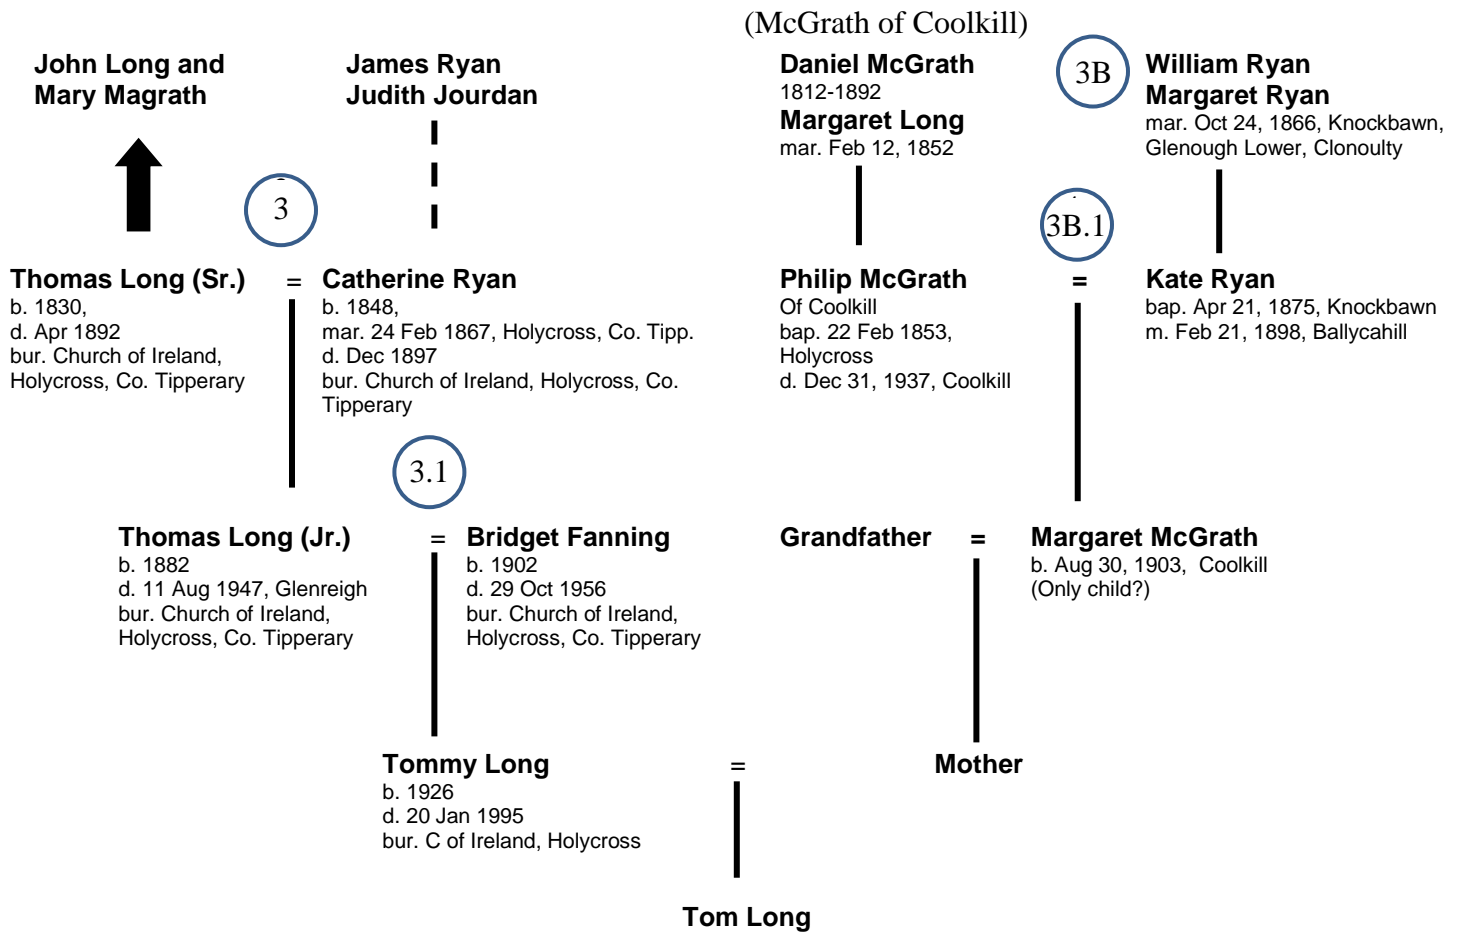 (McGrath of Coolkill)
John Long and
Mary Magrath
James Ryan
Judith Jourdan
Daniel McGrath
1812-1892
Margaret Long
mar. Feb 12, 1852
3B
William Ryan
Margaret Ryan
mar. Oct 24, 1866, Knockbawn,
Glenough Lower, Clonoulty
3
3B.1
Thomas Long (Sr.)
b. 1830,
d. Apr 1892
bur. Church of Ireland,
Holycross, Co. Tipperary
=
Catherine Ryan
b. 1848,
mar. 24 Feb 1867, Holycross, Co. Tipp.
d. Dec 1897
bur. Church of Ireland, Holycross, Co.
Tipperary
Philip McGrath
Of Coolkill
bap. 22 Feb 1853,
Holycross
d. Dec 31, 1937, Coolkill
=
Kate Ryan
bap. Apr 21, 1875, Knockbawn
m. Feb 21, 1898, Ballycahill
3.1
Thomas Long (Jr.)
b. 1882
d. 11 Aug 1947, Glenreigh
bur. Church of Ireland,
Holycross, Co. Tipperary
=
Bridget Fanning
b. 1902
d. 29 Oct 1956
bur. Church of Ireland,
Holycross, Co. Tipperary
Grandfather
=
Margaret McGrath
b. Aug 30, 1903,  Coolkill
(Only child?)
Tommy Long
b. 1926
d. 20 Jan 1995
bur. C of Ireland, Holycross
=
Mother
Tom Long